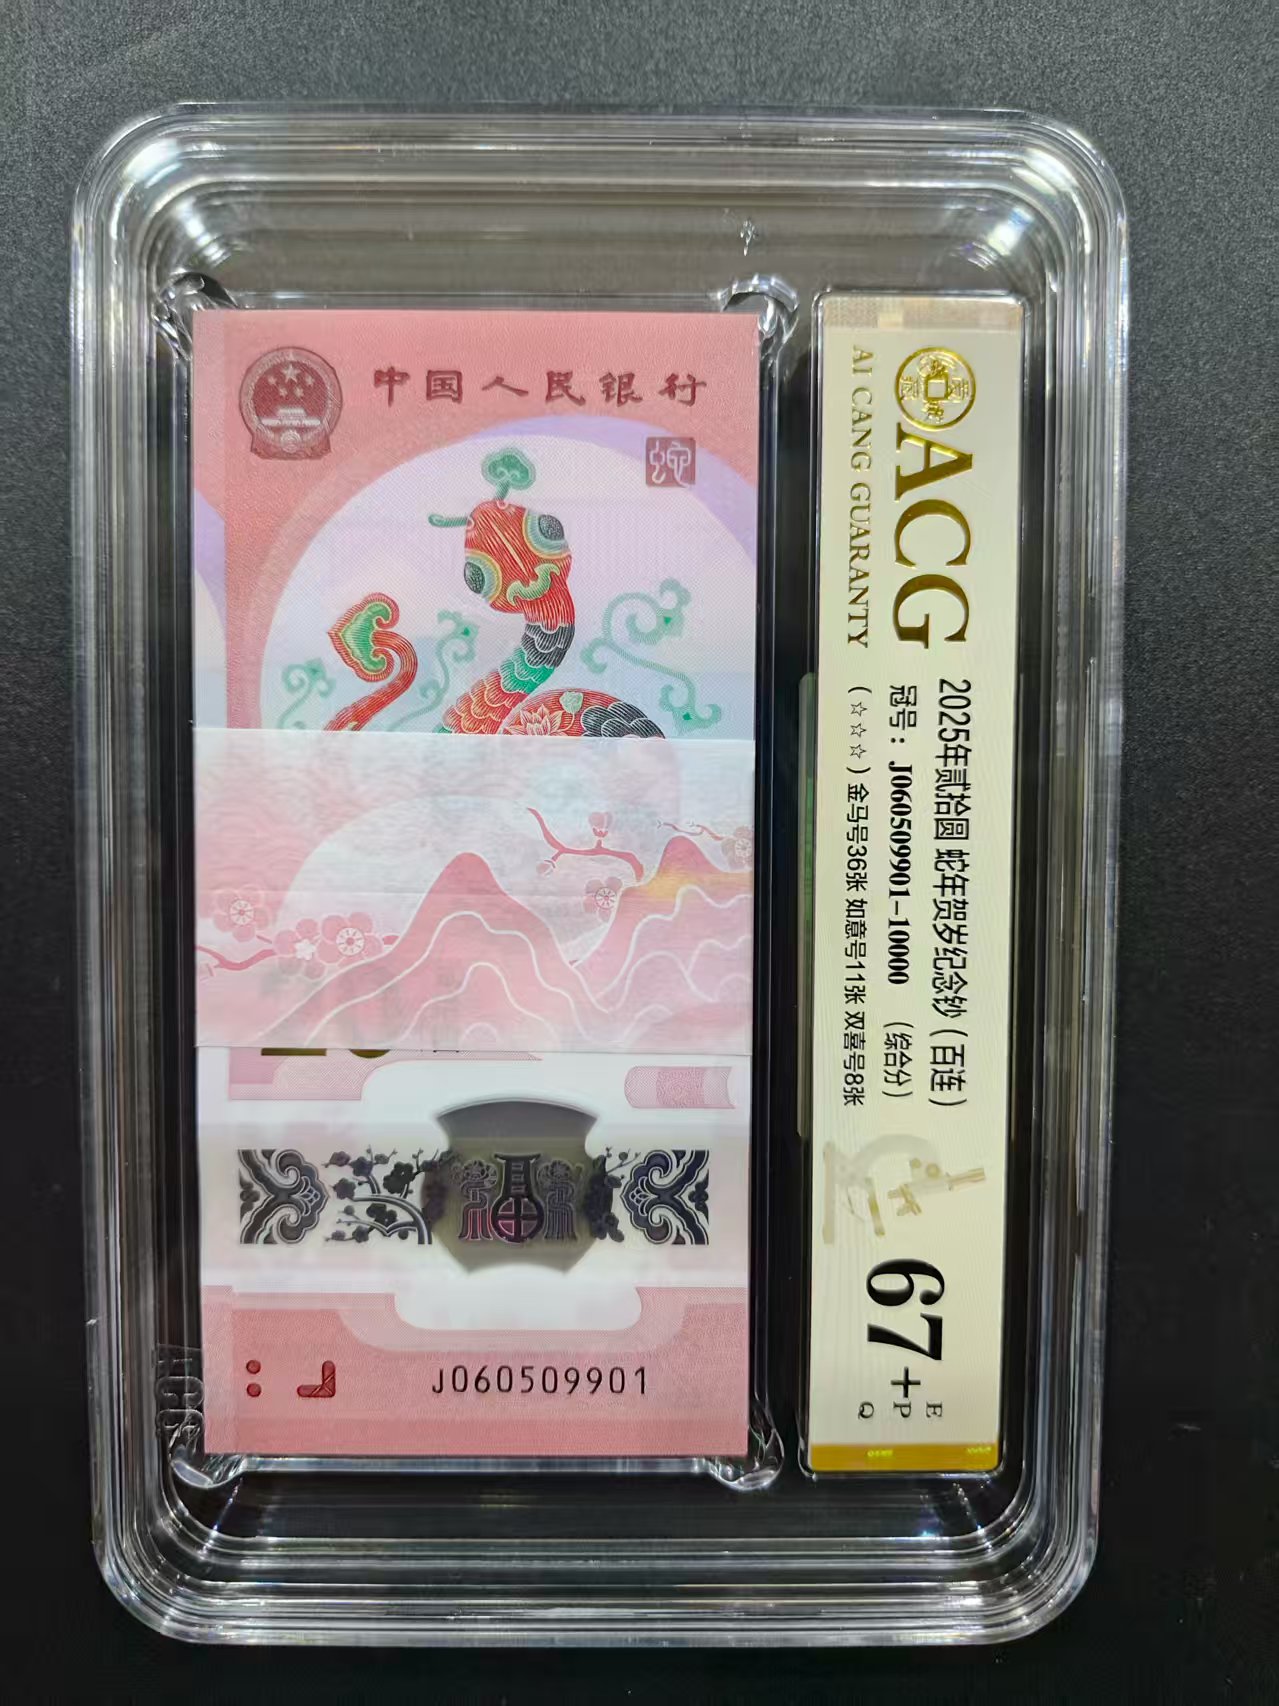 中国人民银行
蛇
J060509901
ACG
AI CANG GUARANTY
2025年贰拾圆 蛇年贺岁纪念钞（百连）
冠号：J060509901-10000 （综合分）
（☆☆☆）金马号36张 如意号11张 双喜号8张
67+
E
P
Q
ACG